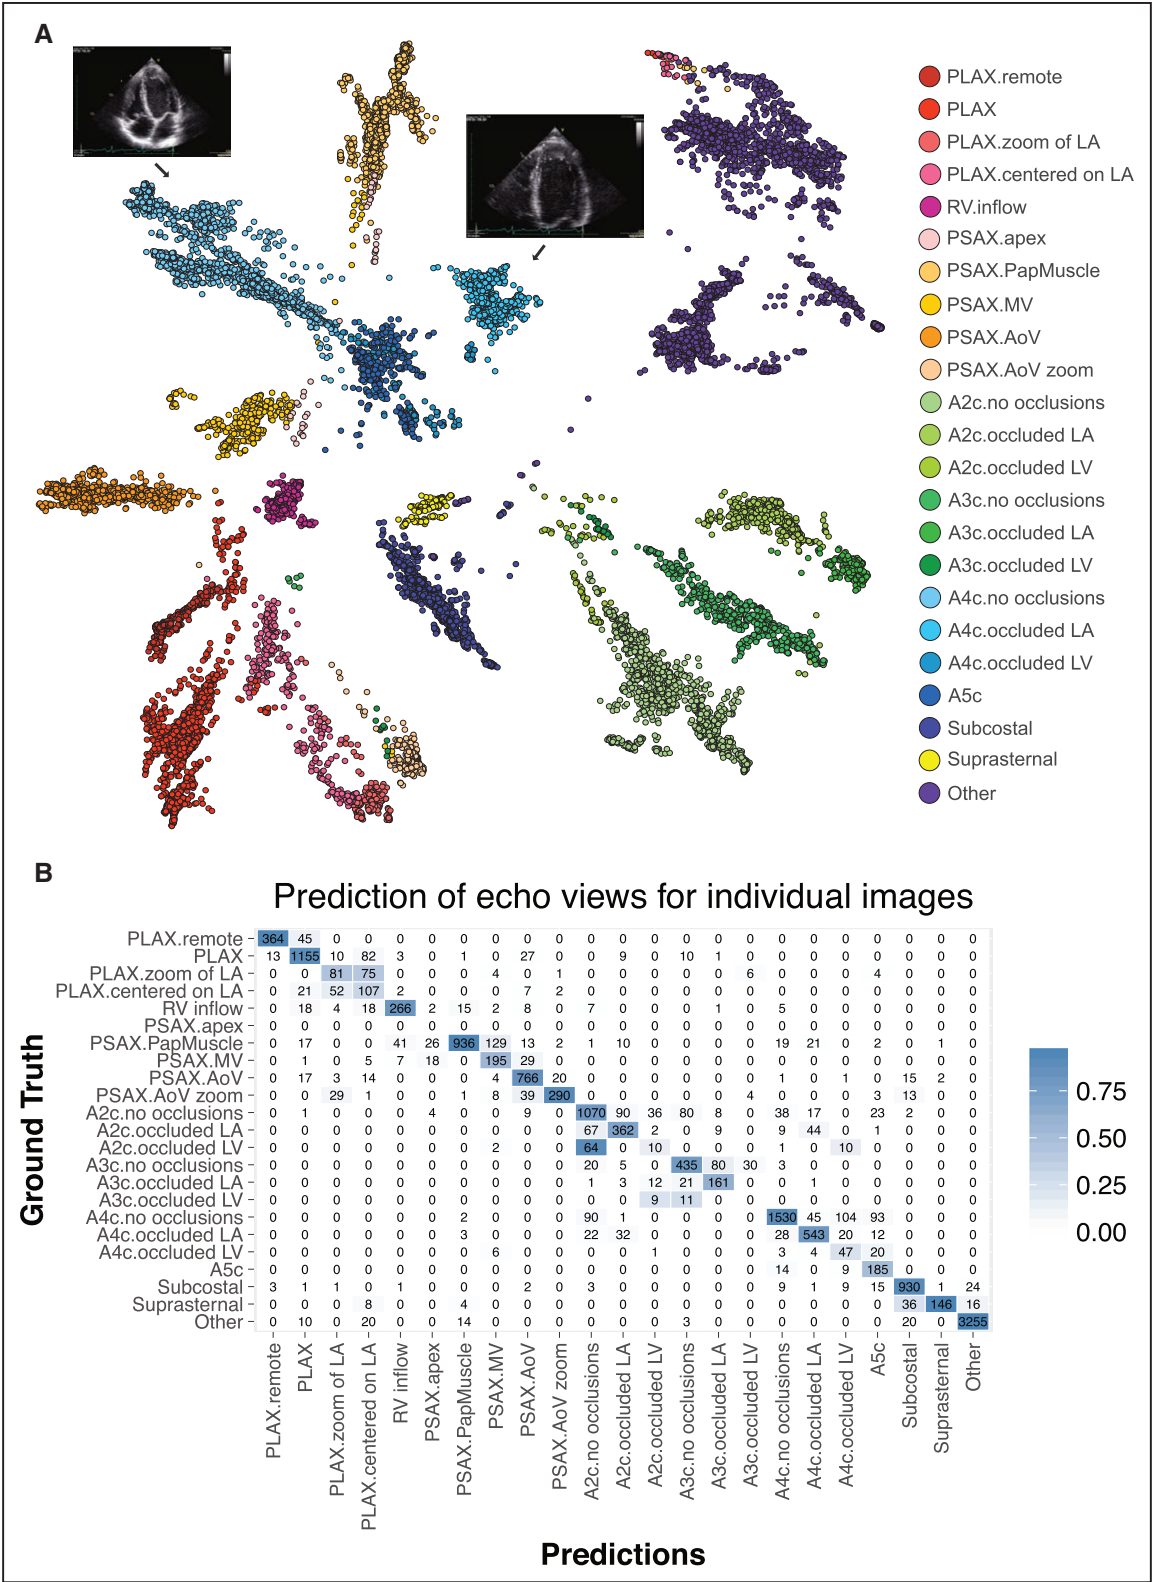 A
PLAX.remote
PLAX
PLAX.zoom of LA
PLAX.centered on LA
RV.inflow
PSAX.apex
PSAX.PapMuscle
PSAX.MV
PSAX.AoV
PSAX.AoV zoom
A2c.no occlusions
A2c.occluded LA
A2c.occluded LV
A3c.no occlusions
A3c.occluded LA
A3c.occluded LV
A4c.no occlusions
A4c.occluded LA
A4c.occluded LV
A5c
Subcostal
Suprasternal
Other
B
Prediction of echo views for individual images
Ground Truth
PLAX.remote 364 45 0 0 0 0 0 0 0 0 0 0 0 0 0 0 0 0 0 0 0 0 0
PLAX 13 1155 10 82 3 0 1 0 27 0 0 9 0 10 1 0 0 0 0 0 0 0 0
PLAX.zoom of LA 0 0 81 75 0 0 0 4 0 1 0 0 0 0 0 6 0 0 0 4 0 0 0
PLAX.centered on LA 0 21 52 107 2 0 0 0 7 2 0 0 0 0 0 0 0 0 0 0 0 0 0
RV inflow 0 18 4 18 266 2 15 2 8 0 7 0 0 0 1 0 5 0 0 0 0 0 0
PSAX.apex 0 0 0 0 0 0 0 0 0 0 0 0 0 0 0 0 0 0 0 0 0 0 0
PSAX.PapMuscle 0 17 0 0 41 26 936 129 13 2 1 10 0 0 0 0 19 21 0 2 0 1 0
PSAX.MV 0 1 0 5 7 18 0 195 29 0 0 0 0 0 0 0 0 0 0 0 0 0 0
PSAX.AoV 0 17 3 14 0 0 0 4 766 20 0 0 0 0 0 0 1 0 1 0 15 2 0
PSAX.AoV zoom 0 0 29 1 0 0 1 8 39 290 0 0 0 0 0 4 0 0 0 3 13 0 0
A2c.no occlusions 0 1 0 0 0 4 0 0 9 0 1070 90 36 80 8 0 38 17 0 23 2 0 0
A2c.occluded LA 0 0 0 0 0 0 0 0 0 0 67 362 2 0 9 0 9 44 0 1 0 0 0
A2c.occluded LV 0 0 0 0 0 0 0 2 0 0 64 0 10 0 0 0 1 0 10 0 0 0 0
A3c.no occlusions 0 0 0 0 0 0 0 0 0 0 20 5 0 435 80 30 3 0 0 0 0 0 0
A3c.occluded LA 0 0 0 0 0 0 0 0 0 0 1 3 12 21 161 0 0 1 0 0 0 0 0
A3c.occluded LV 0 0 0 0 0 0 0 0 0 0 0 0 9 11 0 0 0 0 0 0 0 0 0
A4c.no occlusions 0 0 0 0 0 0 2 0 0 0 90 1 0 0 0 0 1530 45 104 93 0 0 0
A4c.occluded LA 0 0 0 0 0 0 3 0 0 0 22 32 0 0 0 0 28 543 20 12 0 0 0
A4c.occluded LV 0 0 0 0 0 0 0 6 0 0 0 0 1 0 0 0 3 4 47 20 0 0 0
A5c 0 0 0 0 0 0 0 0 0 0 0 0 0 0 0 0 14 0 9 185 0 0 0
Subcostal 3 1 1 0 1 0 0 0 2 0 3 0 0 0 0 0 9 1 9 15 930 1 24
Suprasternal 0 0 0 8 0 0 4 0 0 0 0 0 0 0 0 0 0 0 0 0 36 146 16
Other 0 10 0 20 0 0 14 0 0 0 0 0 0 3 0 0 0 0 0 0 20 0 3255
0.75
0.50
0.25
0.00
PLAX.remote
PLAX
PLAX.zoom of LA
PLAX.centered on LA
RV inflow
PSAX.apex
PSAX.PapMuscle
PSAX.MV
PSAX.AoV
PSAX.AoV zoom
A2c.no occlusions
A2c.occluded LA
A2c.occluded LV
A3c.no occlusions
A3c.occluded LA
A3c.occluded LV
A4c.no occlusions
A4c.occluded LA
A4c.occluded LV
A5c
Subcostal
Suprasternal
Other
Predictions